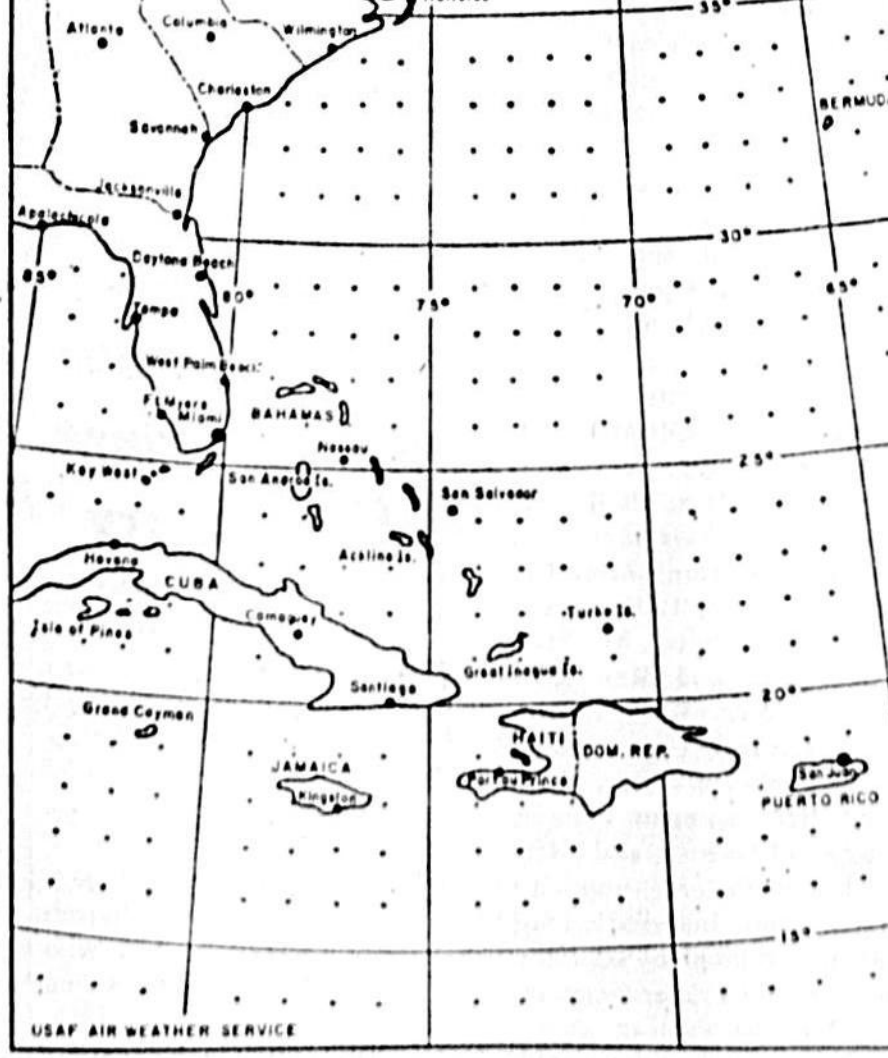 35°
Atlanta
Columbia
Wilmington
Charleston
BERMUDA
Savannah
Jacksonville
Apalachicola
30°
Daytona Beach
85°
80°
75°
70°
65°
Tampa
West Palm Beach
Ft. Myers
Miami
BAHAMAS
Nassau
25°
Key West
San Andros Is.
San Salvador
Acklins Is.
Havana
CUBA
Camaguey
Turks Is.
Isle of Pines
Great Inagua Is.
Santiago
20°
Grand Cayman
HAITI
DOM. REP.
JAMAICA
Port au Prince
San Juan
Kingston
PUERTO RICO
15°
USAF AIR WEATHER SERVICE